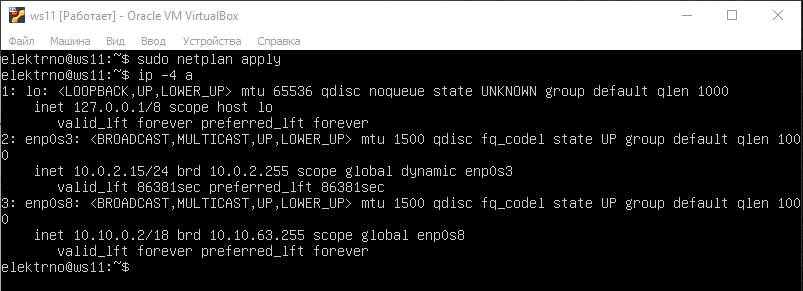 ws11 [Работает] - Oracle VM VirtualBox
Файл Машина Вид Ввод Устройства Справка
elektrno@ws11:~$ sudo netplan apply
elektrno@ws11:~$ ip -4 a
1: lo: <LOOPBACK,UP,LOWER_UP> mtu 65536 qdisc noqueue state UNKNOWN group default qlen 1000
    inet 127.0.0.1/8 scope host lo
       valid_lft forever preferred_lft forever
2: enp0s3: <BROADCAST,MULTICAST,UP,LOWER_UP> mtu 1500 qdisc fq_codel state UP group default qlen 100
0
    inet 10.0.2.15/24 brd 10.0.2.255 scope global dynamic enp0s3
       valid_lft 86381sec preferred_lft 86381sec
3: enp0s8: <BROADCAST,MULTICAST,UP,LOWER_UP> mtu 1500 qdisc fq_codel state UP group default qlen 100
0
    inet 10.10.0.2/18 brd 10.10.63.255 scope global enp0s8
       valid_lft forever preferred_lft forever
elektrno@ws11:~$